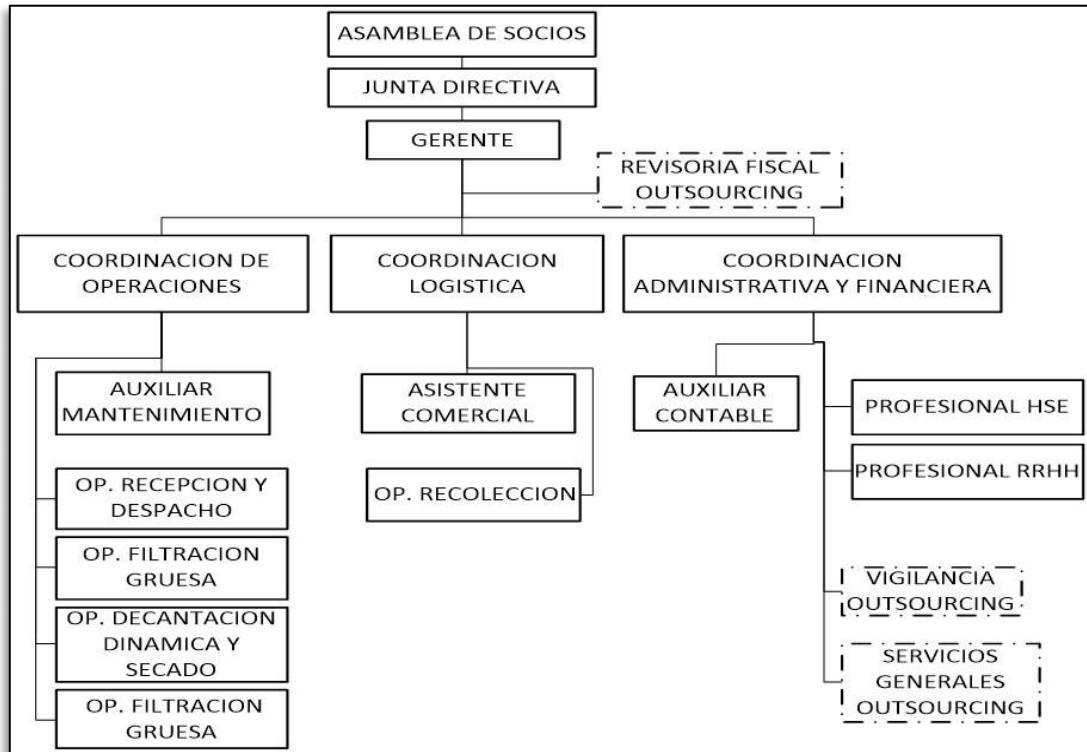 ASAMBLEA DE SOCIOS
JUNTA DIRECTIVA
GERENTE
REVISORIA FISCAL
OUTSOURCING
COORDINACION DE
OPERACIONES
COORDINACION
LOGISTICA
COORDINACION
ADMINISTRATIVA Y FINANCIERA
AUXILIAR
MANTENIMIENTO
OP. RECEPCION Y
DESPACHO
OP. FILTRACION
GRUESA
OP. DECANTACION
DINAMICA Y
SECADO
OP. FILTRACION
GRUESA
ASISTENTE
COMERCIAL
OP. RECOLECCION
AUXILIAR
CONTABLE
PROFESIONAL HSE
PROFESIONAL RRHH
VIGILANCIA
OUTSOURCING
SERVICIOS
GENERALES
OUTSOURCING